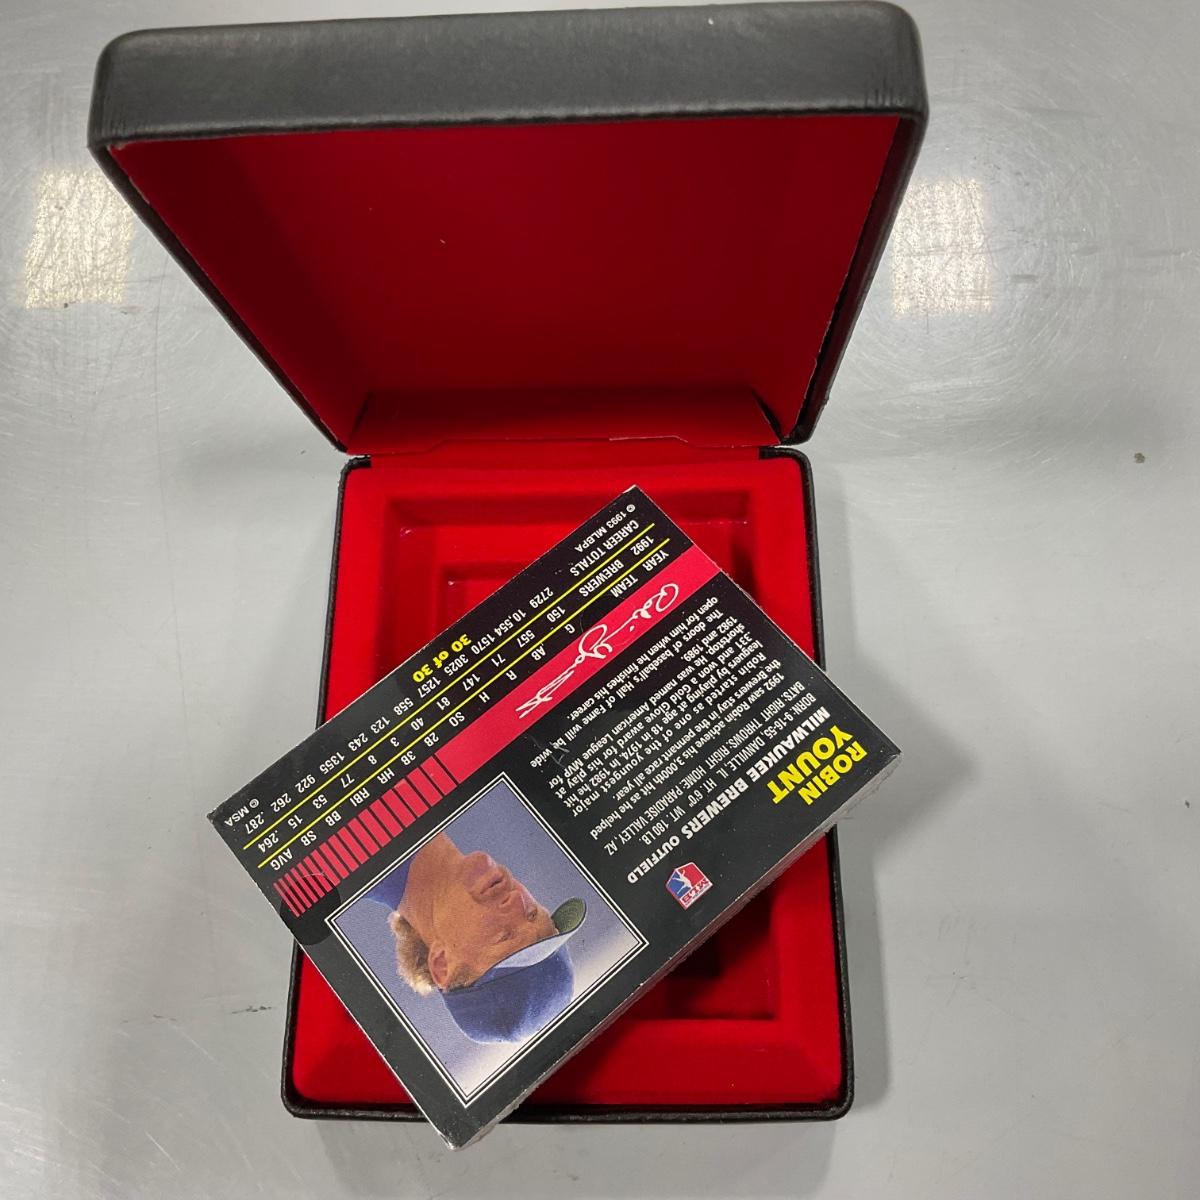 ROBIN
YOUNT
MILWAUKEE BREWERS OUTFIELD
BORN: 9-16-55, DANVILLE, IL HT. 6'0" WT. 180 LB.
BATS: RIGHT THROWS: RIGHT HOME: PARADISE VALLEY, AZ
1992 saw Robin achieve his 3,000th hit as he helped
the Brewers stay in the pennant race all year.
Robin started as one of the youngest major
leaguers by playing at age 18 in 1974. In 1982 he hit
.331 and won a Gold Glove award for his play at
shortstop and he was named American League MVP for
1982 and 1989.
The doors of baseball's Hall of Fame will be wide
open for him when he finishes his career.
Robin Yount
YEAR TEAM G AB R H SO 2B 3B HR RBI BB SB AVG
1992 BREWERS 150 557 71 147 81 40 3 8 77 53 15 .264
CAREER TOTALS 2729 10,554 1570 3025 1257 558 123 243 1355 922 262 .287
© 1993 MLBPA 30 of 30 © MSA